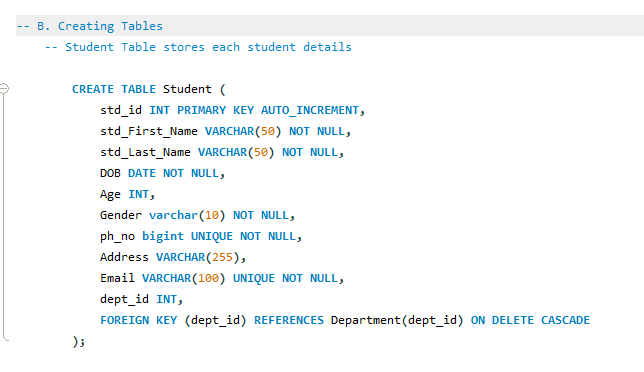 -- B. Creating Tables
-- Student Table stores each student details
CREATE TABLE Student (
std_id INT PRIMARY KEY AUTO_INCREMENT,
std_First_Name VARCHAR(50) NOT NULL,
std_Last_Name VARCHAR(50) NOT NULL,
DOB DATE NOT NULL,
Age INT,
Gender varchar(10) NOT NULL,
ph_no bigint UNIQUE NOT NULL,
Address VARCHAR(255),
Email VARCHAR(100) UNIQUE NOT NULL,
dept_id INT,
FOREIGN KEY (dept_id) REFERENCES Department(dept_id) ON DELETE CASCADE
);